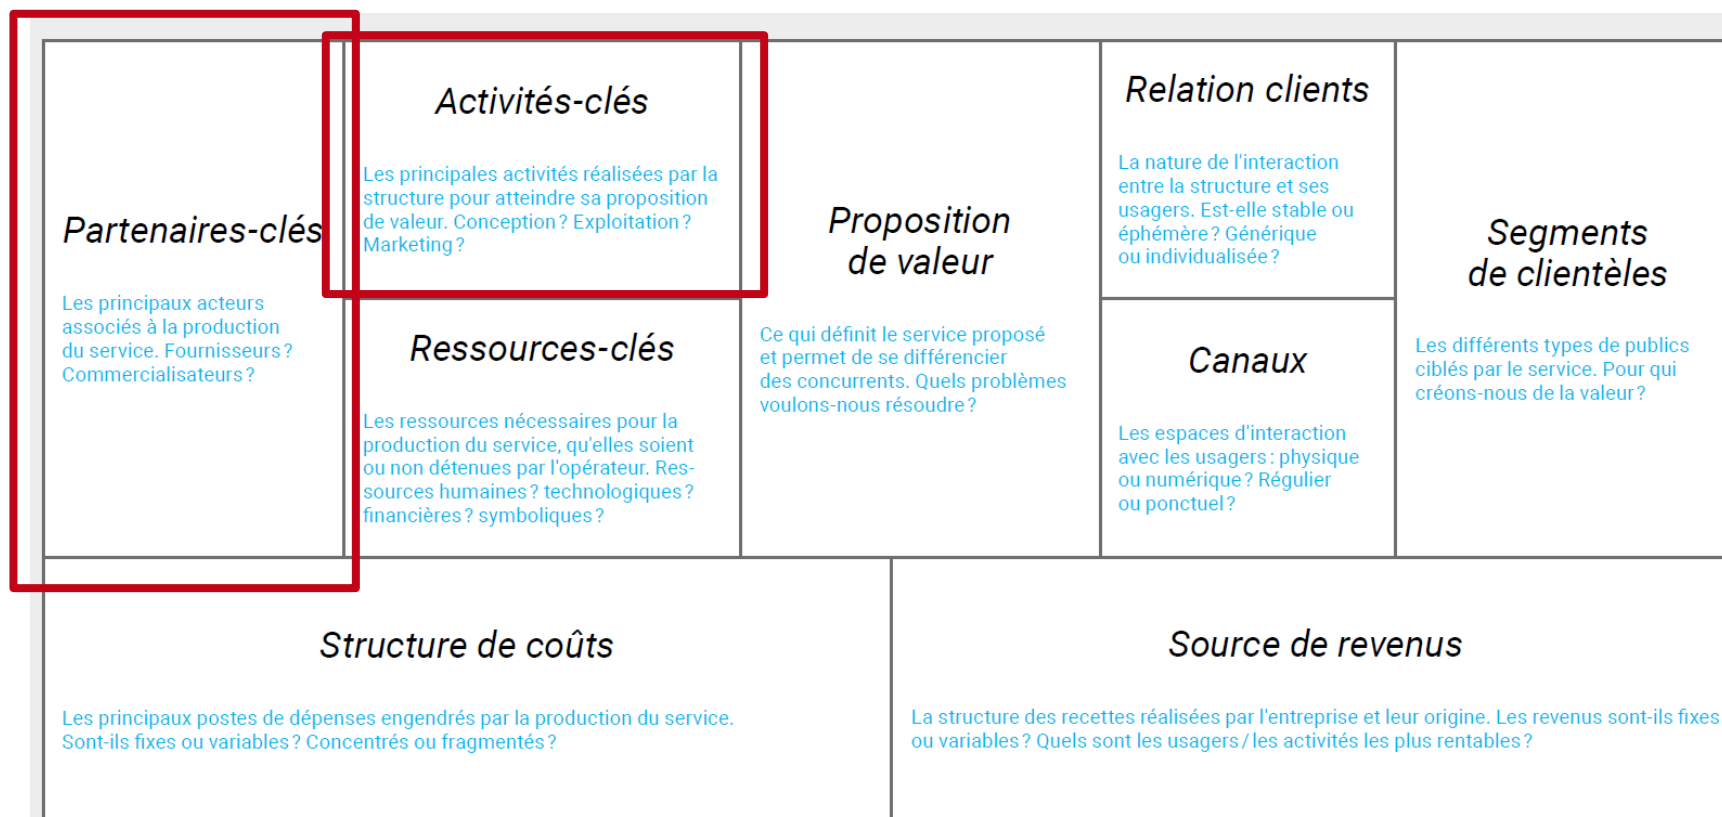 Partenaires-clés
Les principaux acteurs
associés à la production
du service. Fournisseurs ?
Commercialisateurs ?
Activités-clés
Les principales activités réalisées par la
structure pour atteindre sa proposition
de valeur. Conception ? Exploitation ?
Marketing ?
Ressources-clés
Les ressources nécessaires pour la
production du service, qu'elles soient
ou non détenues par l'opérateur. Res-
sources humaines ? technologiques ?
financières ? symboliques ?
Proposition
de valeur
Ce qui définit le service proposé
et permet de se différencier
des concurrents. Quels problèmes
voulons-nous résoudre ?
Relation clients
La nature de l'interaction
entre la structure et ses
usagers. Est-elle stable ou
éphémère ? Générique
ou individualisée ?
Canaux
Les espaces d'interaction
avec les usagers : physique
ou numérique ? Régulier
ou ponctuel ?
Segments
de clientèles
Les différents types de publics
ciblés par le service. Pour qui
créons-nous de la valeur ?
Structure de coûts
Les principaux postes de dépenses engendrés par la production du service.
Sont-ils fixes ou variables ? Concentrés ou fragmentés ?
Source de revenus
La structure des recettes réalisées par l'entreprise et leur origine. Les revenus sont-ils fixes
ou variables ? Quels sont les usagers / les activités les plus rentables ?